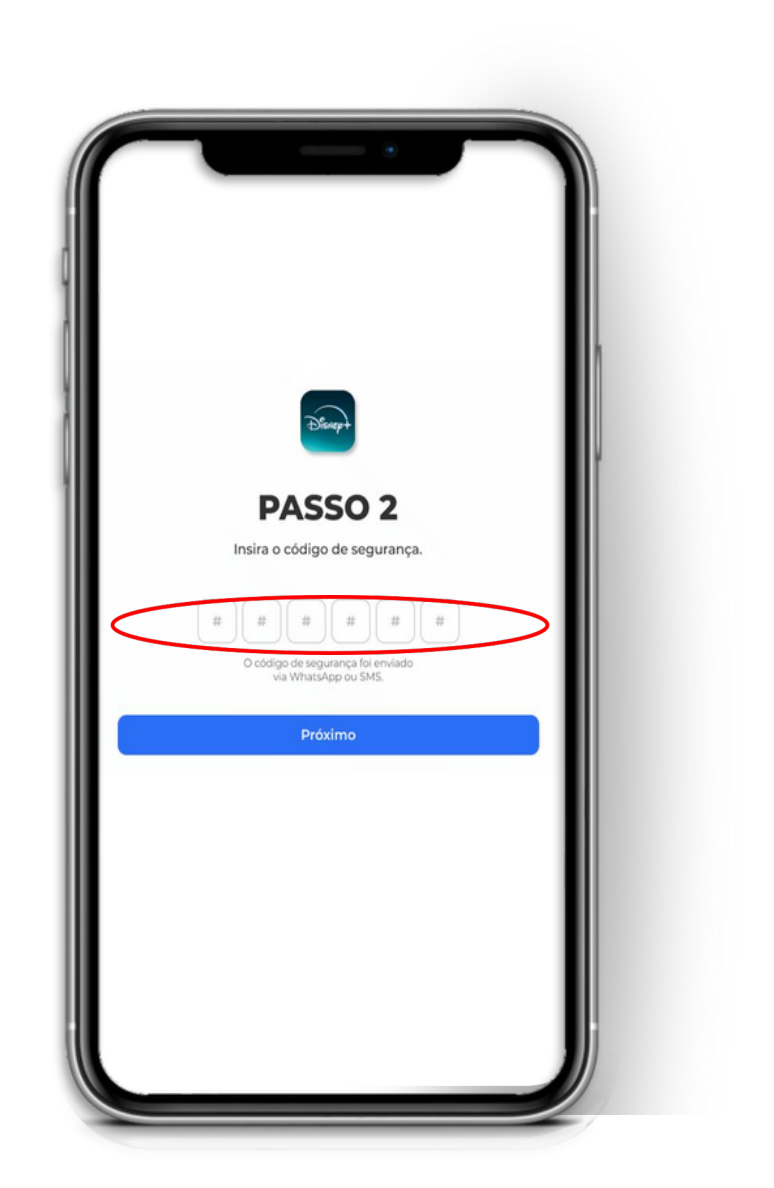 Disney+
PASSO 2
Insira o código de segurança.
# # # # # #
O código de segurança foi enviado
via WhatsApp ou SMS.
Próximo